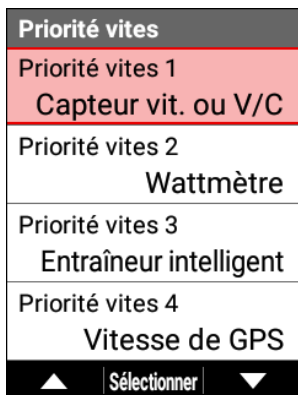 Priorité vites
Priorité vites 1
Capteur vit. ou V/C
Priorité vites 2
Wattmètre
Priorité vites 3
Entraîneur intelligent
Priorité vites 4
Vitesse de GPS
Sélectionner